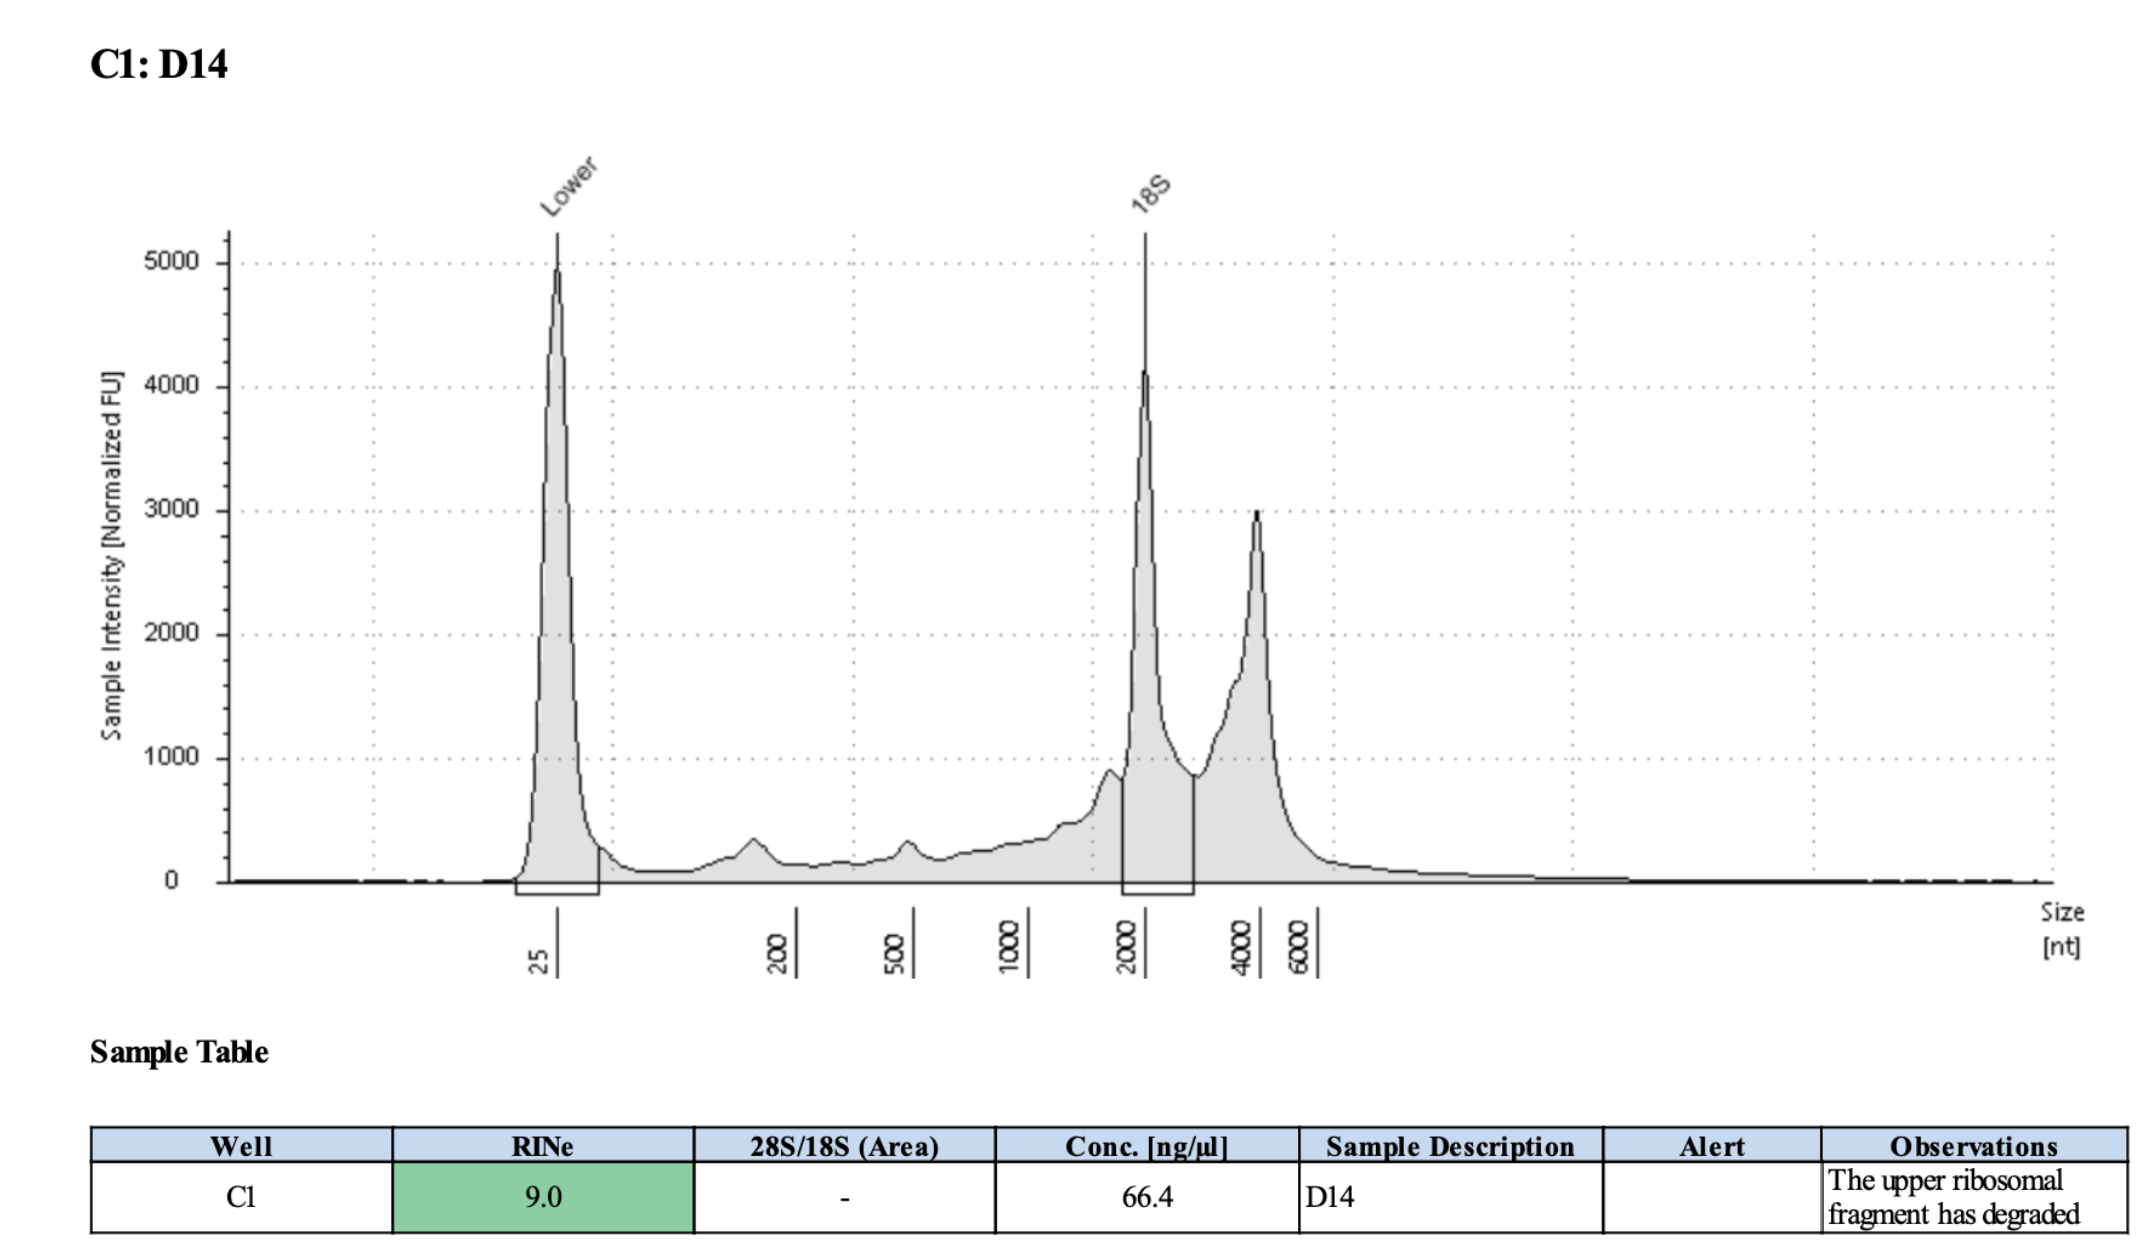 C1: D14
Lower
18S
Sample Intensity [Normalized FU]
5000
4000
3000
2000
1000
0
25
200
500
1000
2000
4000
6000
Size
[nt]
Sample Table
Well RINe 28S/18S (Area) Conc. [ng/µl] Sample Description Alert Observations
C1 9.0 - 66.4 D14 The upper ribosomal
fragment has degraded